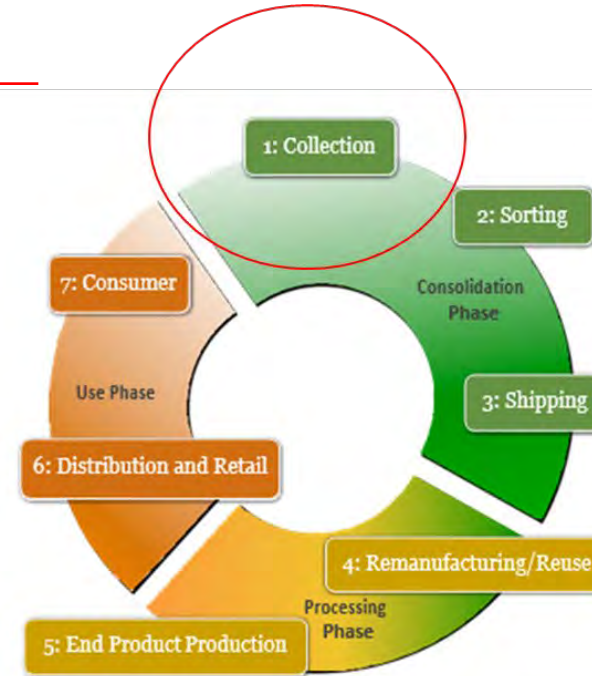 1: Collection
2: Sorting
Consolidation
Phase
3: Shipping
4: Remanufacturing/Reuse
Processing
Phase
5: End Product Production
6: Distribution and Retail
Use Phase
7: Consumer